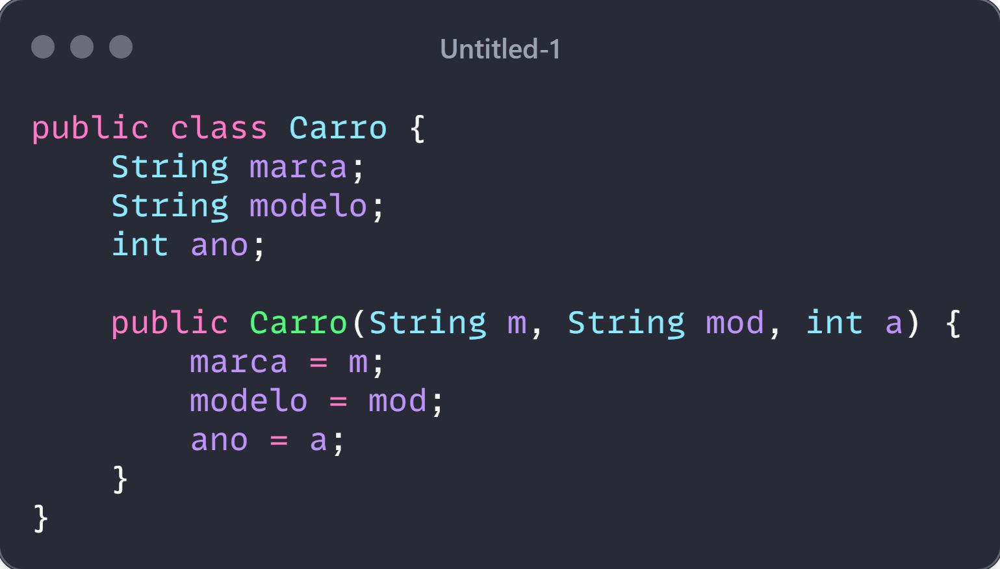 Untitled-1
public class Carro {
    String marca;
    String modelo;
    int ano;

    public Carro(String m, String mod, int a) {
        marca = m;
        modelo = mod;
        ano = a;
    }
}